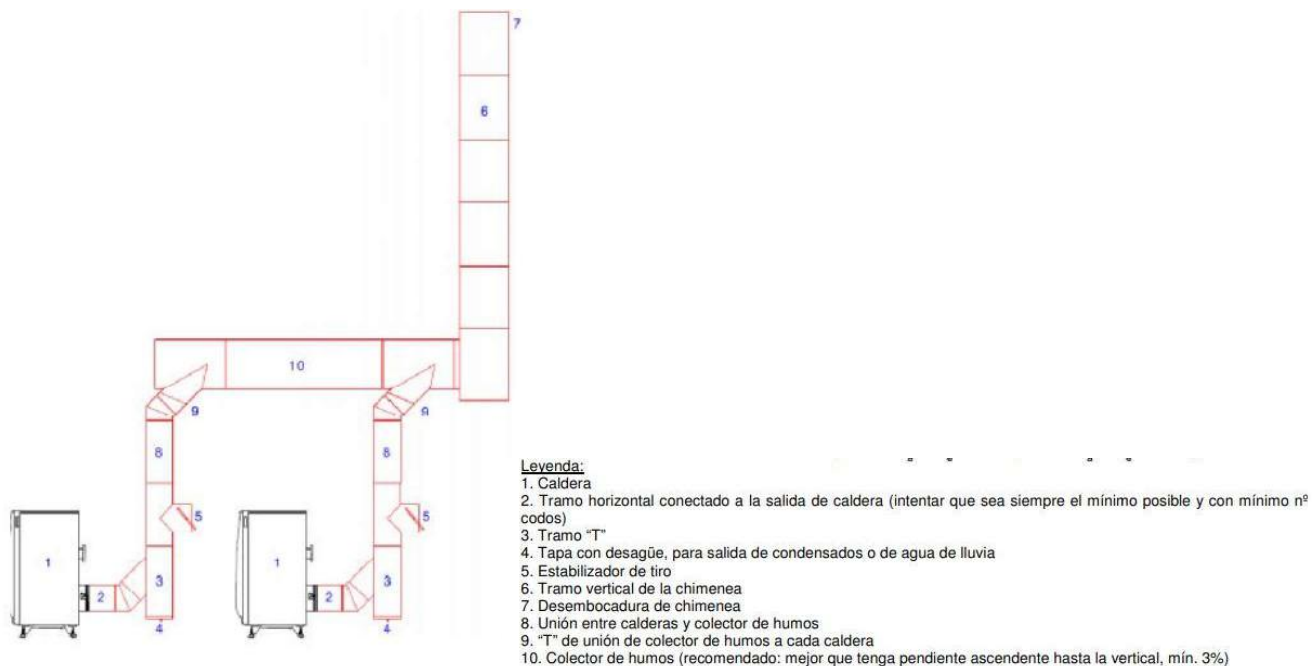 7
6
10
9
9
8
8
5
5
1
1
3
3
2
2
4
4
Leyenda:
1. Caldera
2. Tramo horizontal conectado a la salida de caldera (intentar que sea siempre el mínimo posible y con mínimo nº
codos)
3. Tramo “T”
4. Tapa con desagüe, para salida de condensados o de agua de lluvia
5. Estabilizador de tiro
6. Tramo vertical de la chimenea
7. Desembocadura de chimenea
8. Unión entre calderas y colector de humos
9. “T” de unión de colector de humos a cada caldera
10. Colector de humos (recomendado: mejor que tenga pendiente ascendente hasta la vertical, mín. 3%)